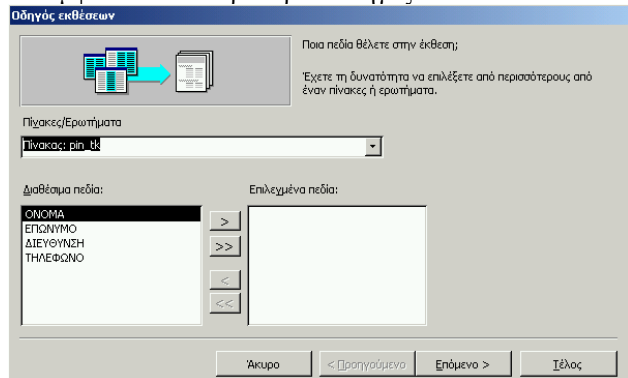 Οδηγός εκθέσεων
Ποια πεδία θέλετε στην έκθεση;
Έχετε τη δυνατότητα να επιλέξετε από περισσότερους από
έναν πίνακες ή ερωτήματα.
Πίνακες/Ερωτήματα
Πίνακας: pin_tk
Διαθέσιμα πεδία:
Επιλεγμένα πεδία:
ΟΝΟΜΑ
ΕΠΩΝΥΜΟ
ΔΙΕΥΘΥΝΣΗ
ΤΗΛΕΦΩΝΟ
>
>>
<
<<
Άκυρο
< Προηγούμενο
Επόμενο >
Τέλος